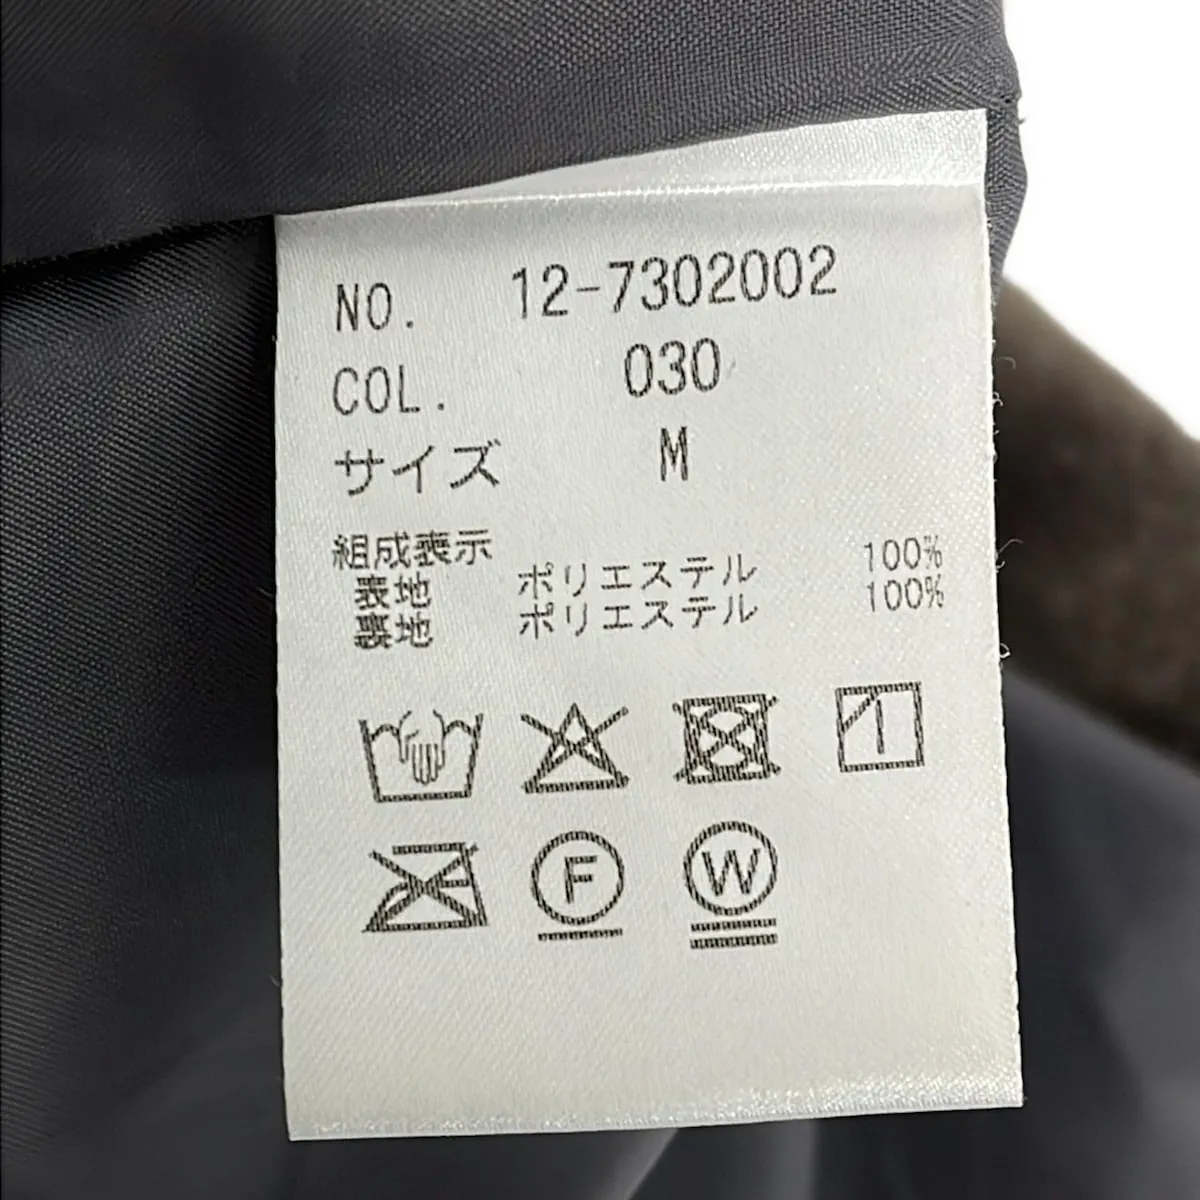 NO. 12-7302002
COL. 030
サイズ M
組成表示
表地 ポリエステル 100%
裏地 ポリエステル 100%
F W